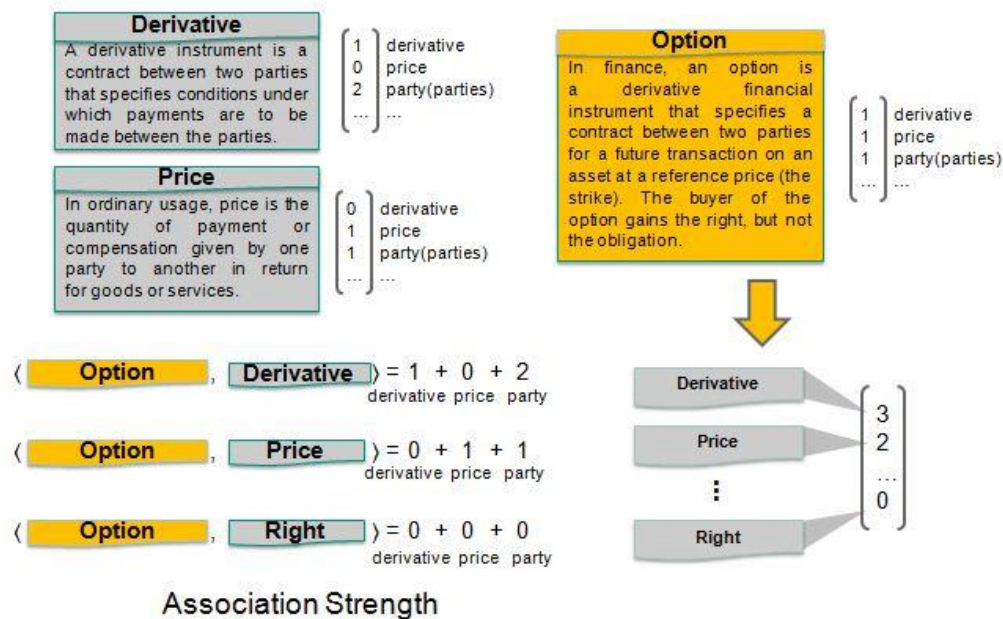 Derivative
A derivative instrument is a
contract between two parties
that specifies conditions under
which payments are to be
made between the parties.
1 derivative
0 price
2 party(parties)
... ...
Price
In ordinary usage, price is the
quantity of payment or
compensation given by one
party to another in return
for goods or services.
0 derivative
1 price
1 party(parties)
... ...
Option
In finance, an option is
a derivative financial
instrument that specifies a
contract between two parties
for a future transaction on an
asset at a reference price (the
strike). The buyer of the
option gains the right, but not
the obligation.
1 derivative
1 price
1 party(parties)
... ...
⟨ Option , Derivative ⟩ = 1 + 0 + 2
derivative price party
⟨ Option , Price ⟩ = 0 + 1 + 1
derivative price party
⟨ Option , Right ⟩ = 0 + 0 + 0
derivative price party
Association Strength
Derivative
Price
⋮
Right
3
2
...
0